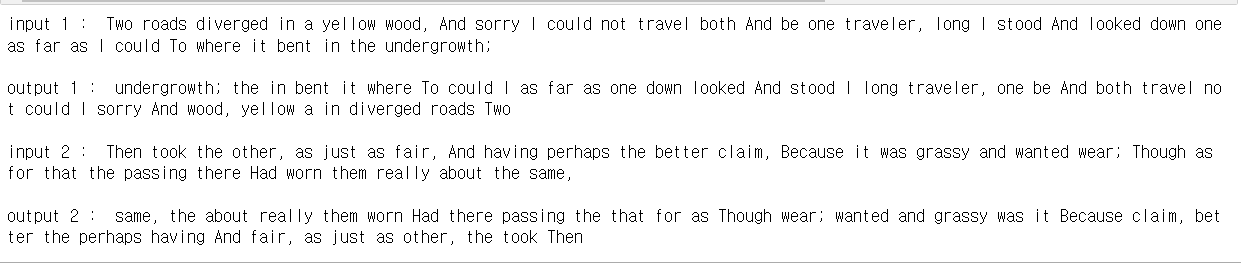 input 1 :  Two roads diverged in a yellow wood, And sorry I could not travel both And be one traveler, long I stood And looked down one
as far as I could To where it bent in the undergrowth;
output 1 :  undergrowth; the in bent it where To could I as far as one down looked And stood I long traveler, one be And both travel no
t could I sorry And wood, yellow a in diverged roads Two
input 2 :  Then took the other, as just as fair, And having perhaps the better claim, Because it was grassy and wanted wear; Though as
for that the passing there Had worn them really about the same,
output 2 :  same, the about really them worn Had there passing the that for as Though wear; wanted and grassy was it Because claim, bet
ter the perhaps having And fair, as just as other, the took Then